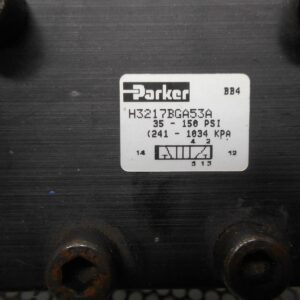 Parker BB4
H3217BGA53A
35 - 150 PSI
(241 - 1034 KPA
4 2
14 12
5 1 3